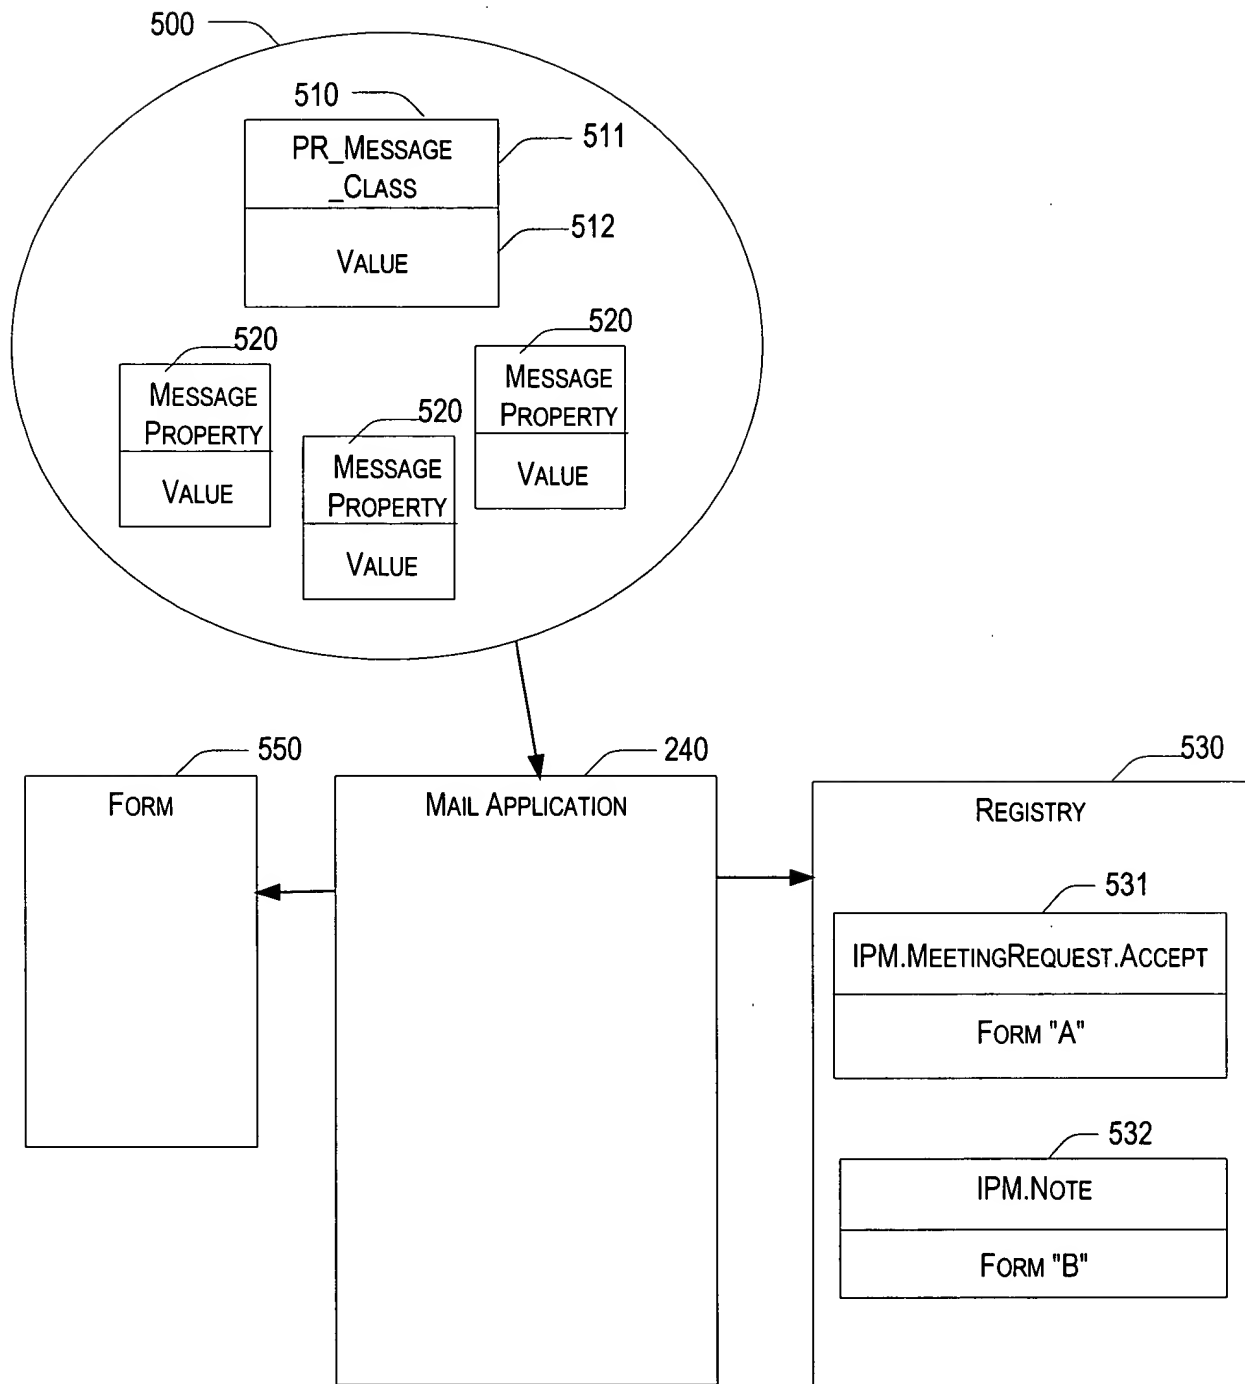 500
510
PR_MESSAGE
_CLASS
511
VALUE
512
520
MESSAGE
PROPERTY
VALUE
520
MESSAGE
PROPERTY
VALUE
520
MESSAGE
PROPERTY
VALUE
550
FORM
240
MAIL APPLICATION
530
REGISTRY
531
IPM.MEETINGREQUEST.ACCEPT
FORM "A"
532
IPM.NOTE
FORM "B"